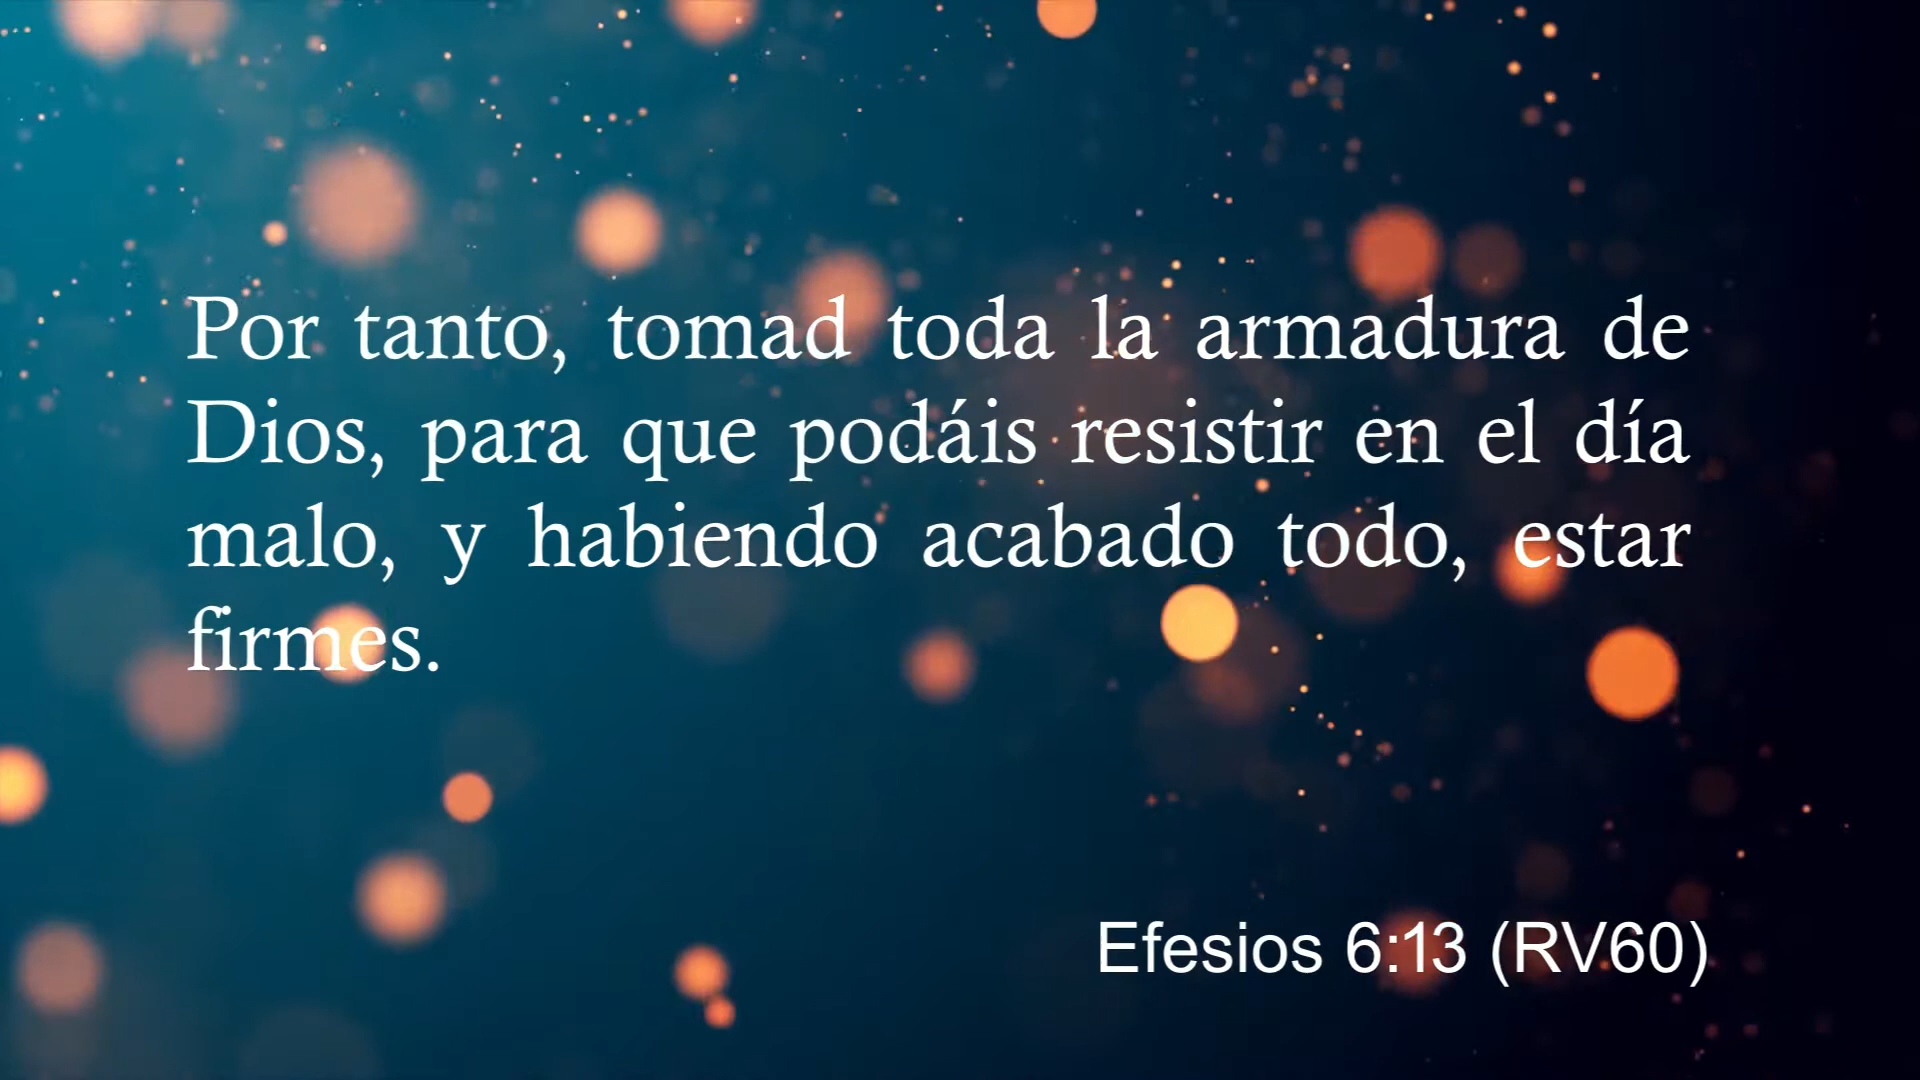 Por tanto, tomad toda la armadura de
Dios, para que podáis resistir en el día
malo, y habiendo acabado todo, estar
firmes.
Efesios 6:13 (RV60)